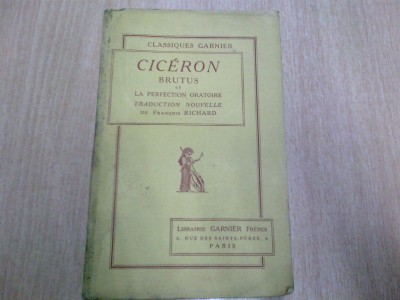 CLASSIQUES GARNIER
CICÉRON
BRUTUS
ET
LA PERFECTION ORATOIRE
TRADUCTION NOUVELLE
DE FRANÇOIS RICHARD
LIBRAIRIE GARNIER FRÈRES
6, RUE DES SAINTS-PÈRES, 6
PARIS